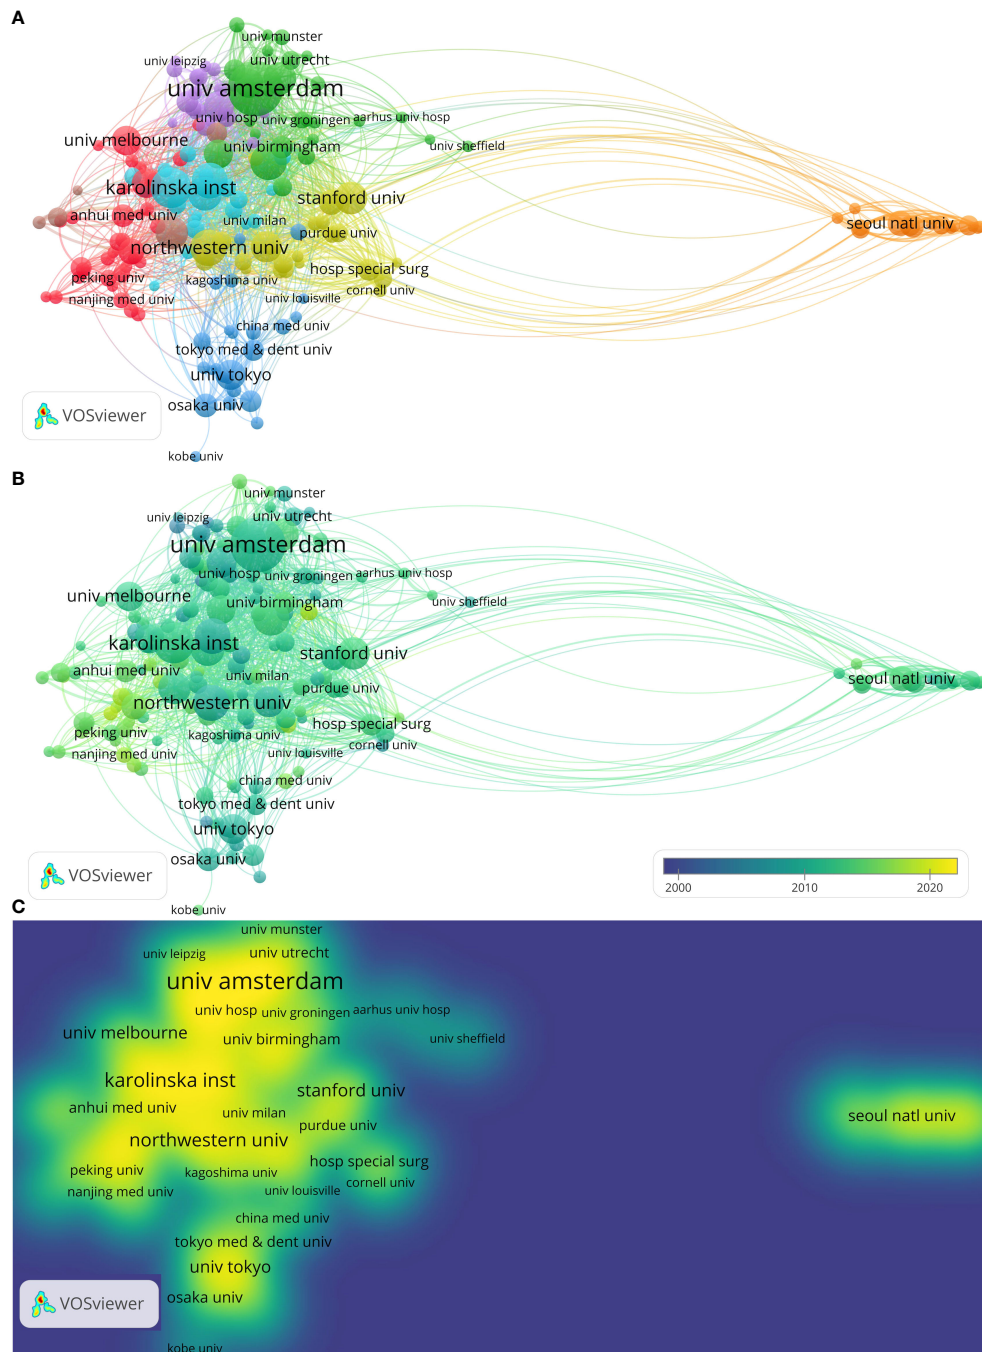 A
univ munster
univ leipzig
univ utrecht
univ amsterdam
univ hosp
univ groningen
aarhus univ hosp
univ melbourne
univ birmingham
univ sheffield
karolinska inst
stanford univ
anhui med univ
univ milan
seoul natl univ
purdue univ
northwestern univ
hosp special surg
peking univ
kagoshima univ
cornell univ
nanjing med univ
univ louisville
china med univ
tokyo med & dent univ
univ tokyo
osaka univ
VOSviewer
kobe univ
B
univ munster
univ leipzig
univ utrecht
univ amsterdam
univ hosp
univ groningen
aarhus univ hosp
univ melbourne
univ birmingham
univ sheffield
karolinska inst
stanford univ
anhui med univ
univ milan
seoul natl univ
purdue univ
northwestern univ
hosp special surg
peking univ
kagoshima univ
cornell univ
nanjing med univ
univ louisville
china med univ
tokyo med & dent univ
univ tokyo
osaka univ
VOSviewer
2000
2010
2020
kobe univ
C
univ munster
univ leipzig
univ utrecht
univ amsterdam
univ hosp
univ groningen
aarhus univ hosp
univ melbourne
univ birmingham
univ sheffield
karolinska inst
stanford univ
anhui med univ
univ milan
seoul natl univ
purdue univ
northwestern univ
hosp special surg
peking univ
kagoshima univ
cornell univ
nanjing med univ
univ louisville
china med univ
tokyo med & dent univ
univ tokyo
osaka univ
VOSviewer
kobe univ